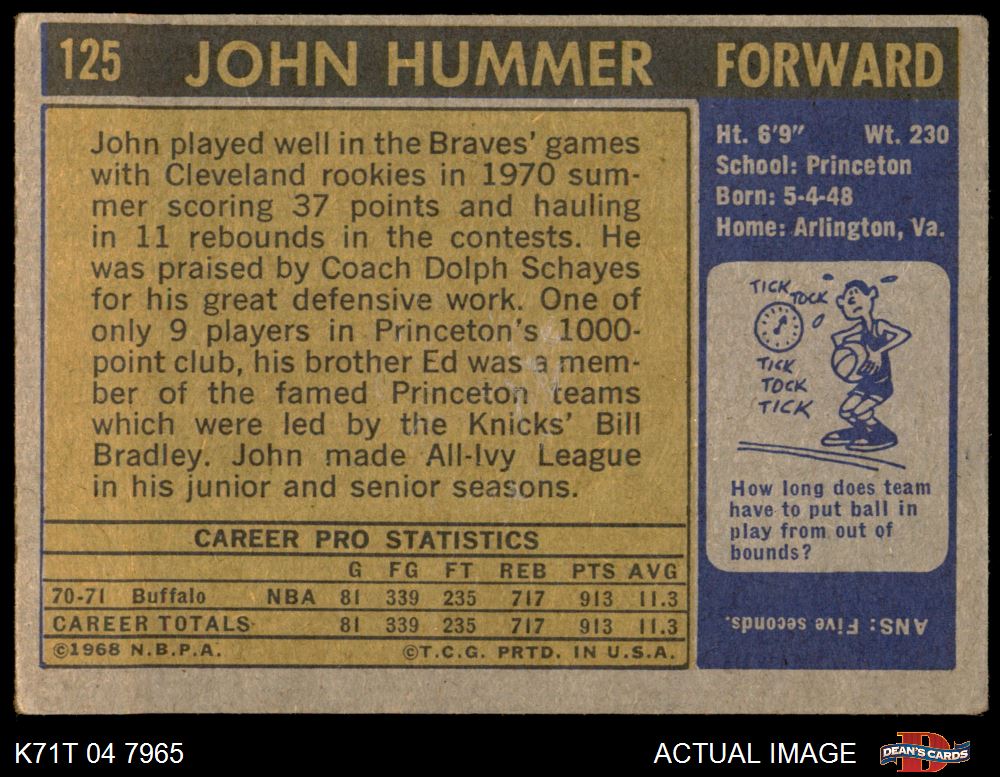 125 JOHN HUMMER FORWARD
John played well in the Braves' games
with Cleveland rookies in 1970 sum-
mer scoring 37 points and hauling
in 11 rebounds in the contests. He
was praised by Coach Dolph Schayes
for his great defensive work. One of
only 9 players in Princeton's 1000-
point club, his brother Ed was a mem-
ber of the famed Princeton teams
which were led by the Knicks' Bill
Bradley. John made All-Ivy League
in his junior and senior seasons.
CAREER PRO STATISTICS
G FG FT REB PTS AVG
70-71 Buffalo NBA 81 339 235 717 913 11.3
CAREER TOTALS 81 339 235 717 913 11.3
©1968 N.B.P.A. ©T.C.G. PRTD. IN U.S.A.
Ht. 6'9" Wt. 230
School: Princeton
Born: 5-4-48
Home: Arlington, Va.
TICK
TOCK
TICK
TOCK
TICK
How long does team
have to put ball in
play from out of
bounds?
ANS: Five seconds.
K71T 04 7965 ACTUAL IMAGE D DEAN'S CARDS